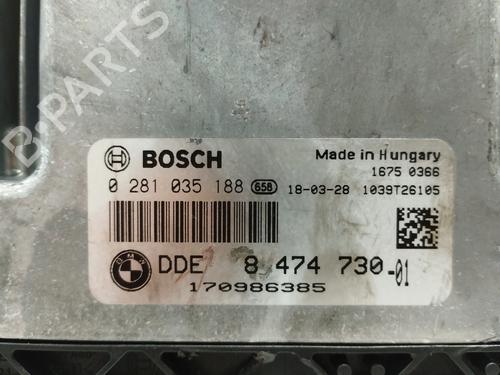 B-PARTS
BOSCH
Made in Hungary
1675 0366
0 281 035 188 658 18-03-28 1039T26105
BMW
DDE 8 474 730-01
170986385